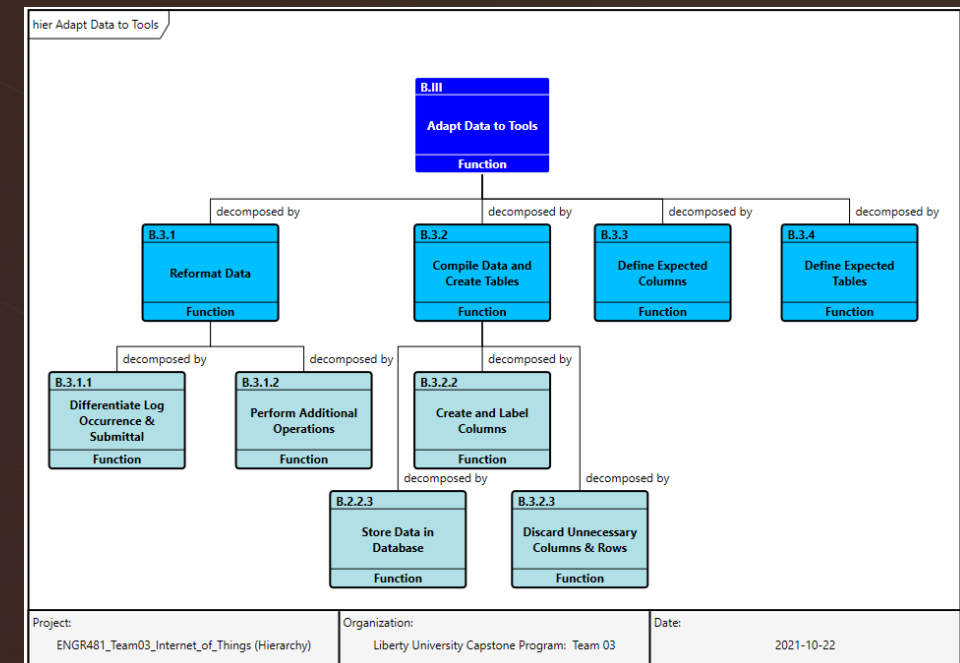 hier Adapt Data to Tools
B.III
Adapt Data to Tools
Function
decomposed by
decomposed by
decomposed by
decomposed by
B.3.1
Reformat Data
Function
B.3.2
Compile Data and
Create Tables
Function
B.3.3
Define Expected
Columns
Function
B.3.4
Define Expected
Tables
Function
decomposed by
decomposed by
decomposed by
B.3.1.1
Differentiate Log
Occurrence &
Submittal
Function
B.3.1.2
Perform Additional
Operations
Function
B.3.2.2
Create and Label
Columns
Function
decomposed by
decomposed by
B.2.2.3
Store Data in
Database
Function
B.3.2.3
Discard Unnecessary
Columns & Rows
Function
Project:
ENGR481_Team03_Internet_of_Things (Hierarchy)
Organization:
Liberty University Capstone Program: Team 03
Date:
2021-10-22